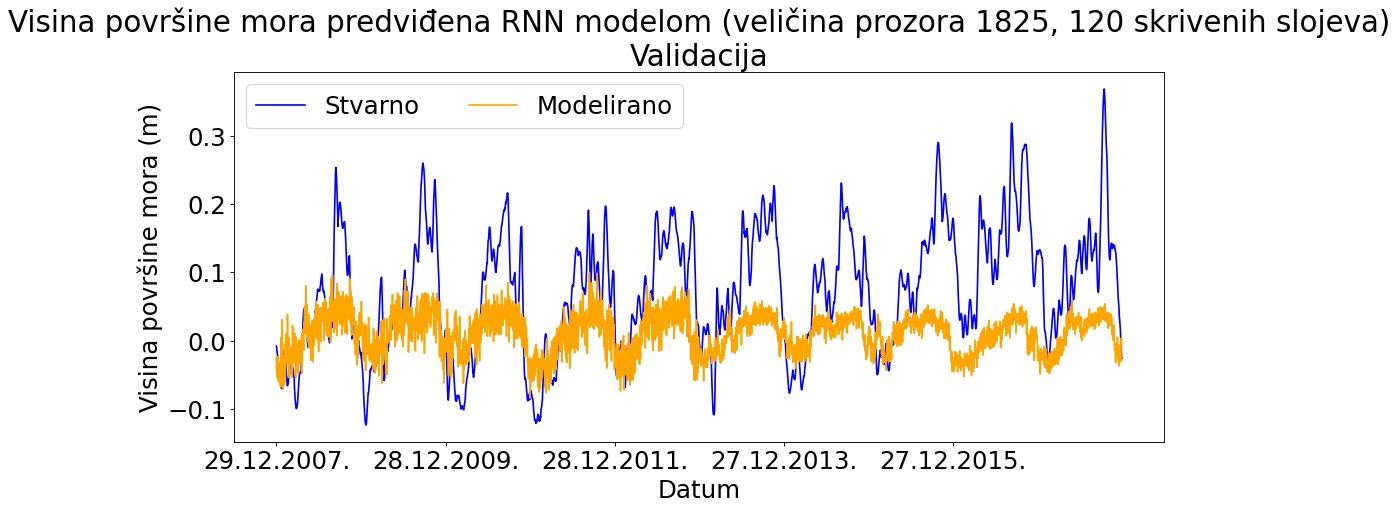 Visina površine mora predviđena RNN modelom (veličina prozora 1825, 120 skrivenih slojeva)
Validacija
Stvarno
Modelirano
Visina površine mora (m)
0.3
0.2
0.1
0.0
−0.1
29.12.2007.
28.12.2009.
28.12.2011.
27.12.2013.
27.12.2015.
Datum